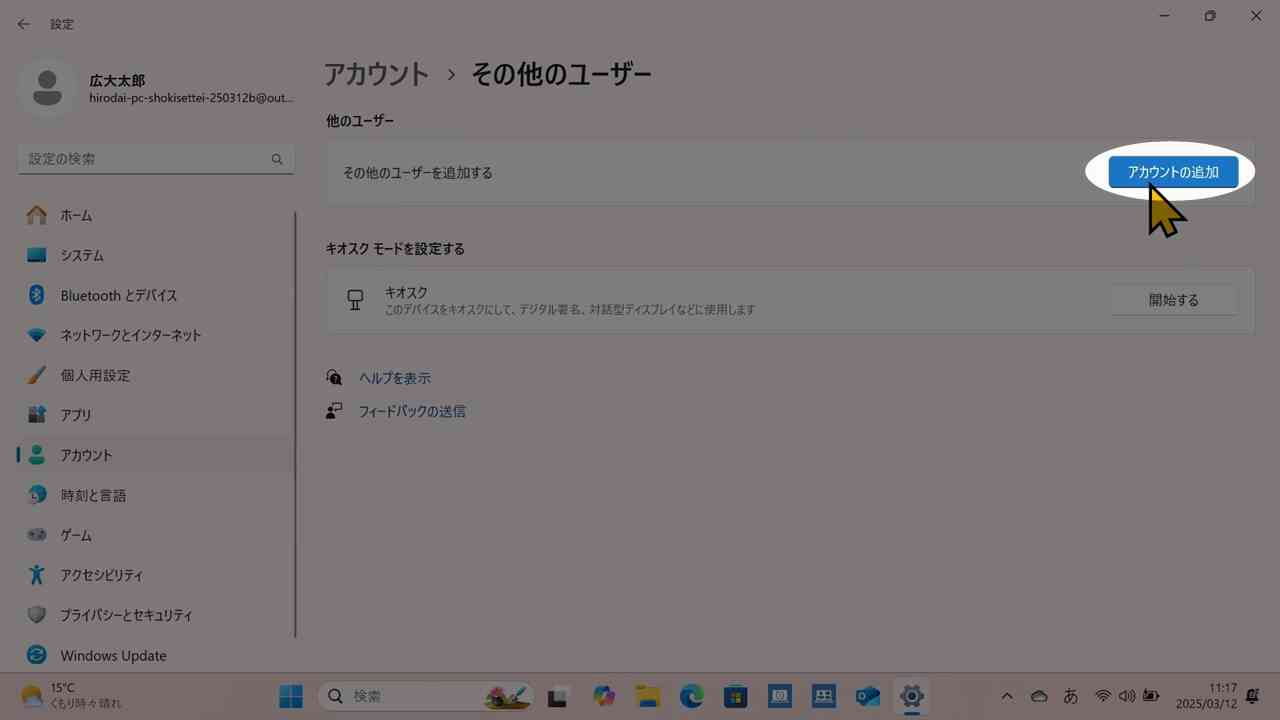 設定
広大太郎
hirodai-pc-shokisettei-250312b@out...
設定の検索
ホーム
システム
Bluetooth とデバイス
ネットワークとインターネット
個人用設定
アプリ
アカウント
時刻と言語
ゲーム
アクセシビリティ
プライバシーとセキュリティ
Windows Update
アカウント › その他のユーザー
他のユーザー
その他のユーザーを追加する
アカウントの追加
キオスク モードを設定する
キオスク
このデバイスをキオスクにして、デジタル署名、対話型ディスプレイなどに使用します
開始する
ヘルプを表示
フィードバックの送信
15°C
くもり時々晴れ
検索
あ
11:17
2025/03/12